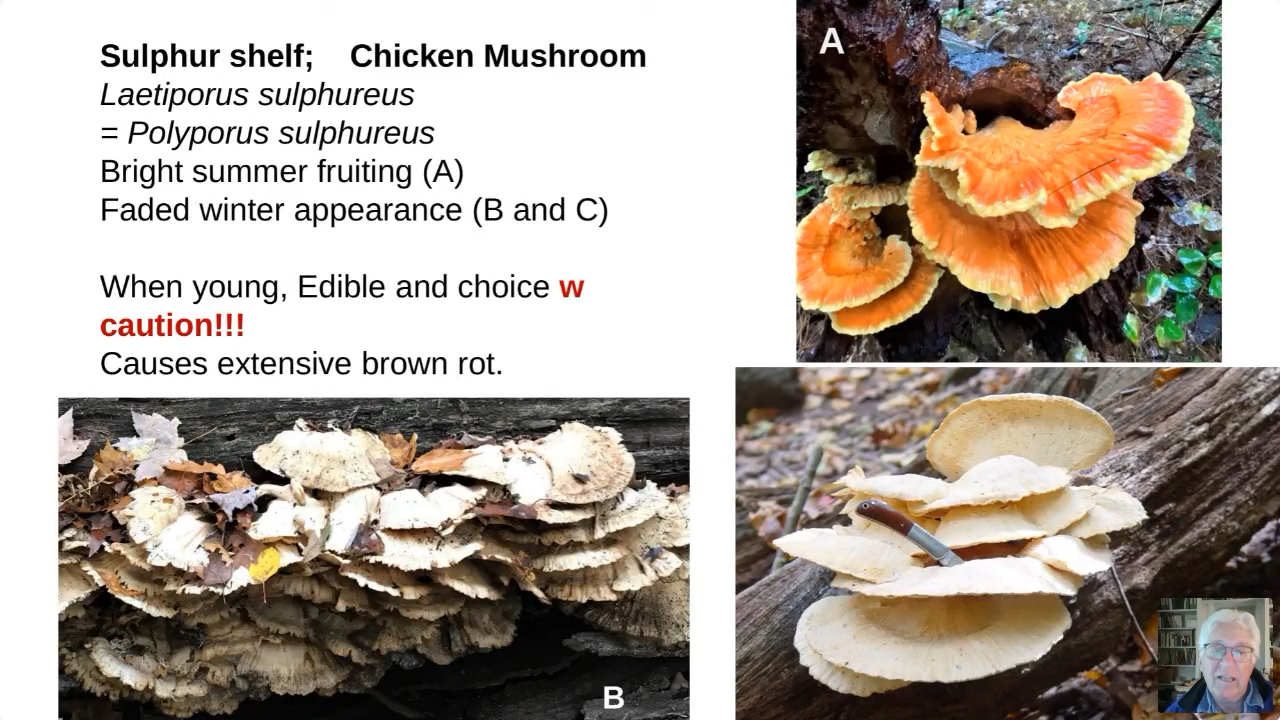 Sulphur shelf; Chicken Mushroom
Laetiporus sulphureus
= Polyporus sulphureus
Bright summer fruiting (A)
Faded winter appearance (B and C)
When young, Edible and choice w
caution!!!
Causes extensive brown rot.
A
B